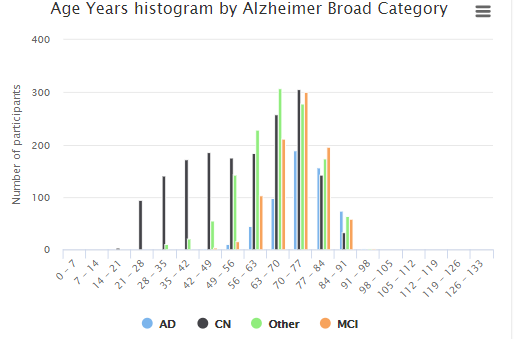 Age Years histogram by Alzheimer Broad Category
Number of participants
400
300
200
100
0
0 - 7
7 - 14
14 - 21
21 - 28
28 - 35
35 - 42
42 - 49
49 - 56
56 - 63
63 - 70
70 - 77
77 - 84
84 - 91
91 - 98
98 - 105
105 - 112
112 - 119
119 - 126
126 - 133
AD CN Other MCI